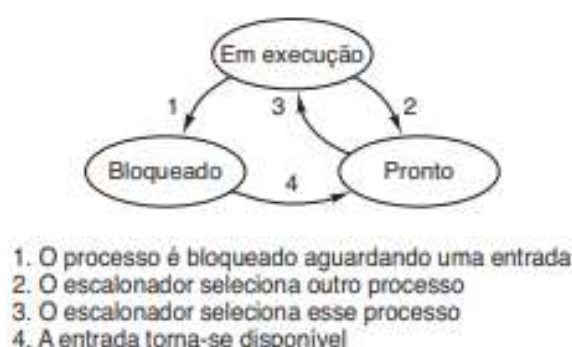 Em execução
1
3
2
Bloqueado
4
Pronto
1. O processo é bloqueado aguardando uma entrada
2. O escalonador seleciona outro processo
3. O escalonador seleciona esse processo
4. A entrada torna-se disponível